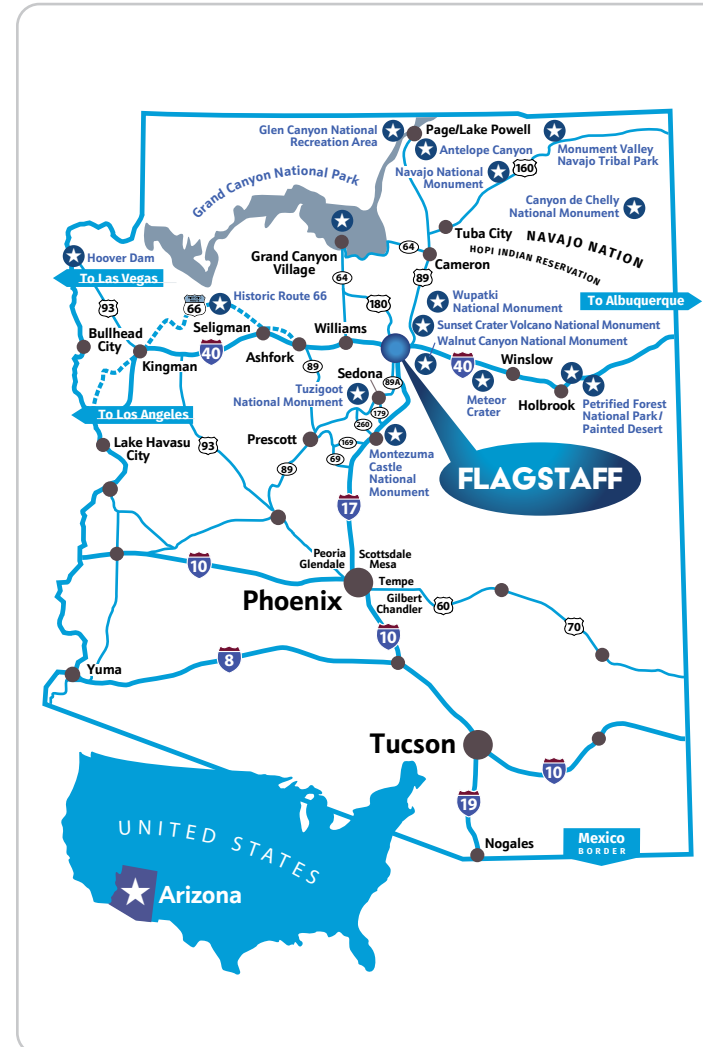 Glen Canyon National
Recreation Area
Page/Lake Powell
Antelope Canyon
Monument Valley
Navajo Tribal Park
Navajo National
Monument
160
Grand Canyon National Park
Canyon de Chelly
National Monument
Tuba City
NAVAJO NATION
HOPI INDIAN RESERVATION
Hoover Dam
To Las Vegas
Grand Canyon
Village
64
Cameron
64
89
93
66
Historic Route 66
180
Wupatki
National Monument
To Albuquerque
Bullhead
City
Seligman
Williams
Sunset Crater Volcano National Monument
Walnut Canyon National Monument
Kingman
40
Ashfork
89
Sedona
89A
40
Winslow
Tuzigoot
National Monument
Meteor
Crater
Holbrook
Petrified Forest
National Park/
Painted Desert
To Los Angeles
179
260
Lake Havasu
City
93
Prescott
169
69
89
Montezuma
Castle
National
Monument
FLAGSTAFF
17
10
Peoria
Glendale
Scottsdale
Mesa
Phoenix
Tempe
Gilbert
Chandler
60
70
10
Yuma
8
Tucson
10
19
Nogales
Mexico
BORDER
UNITED STATES
Arizona